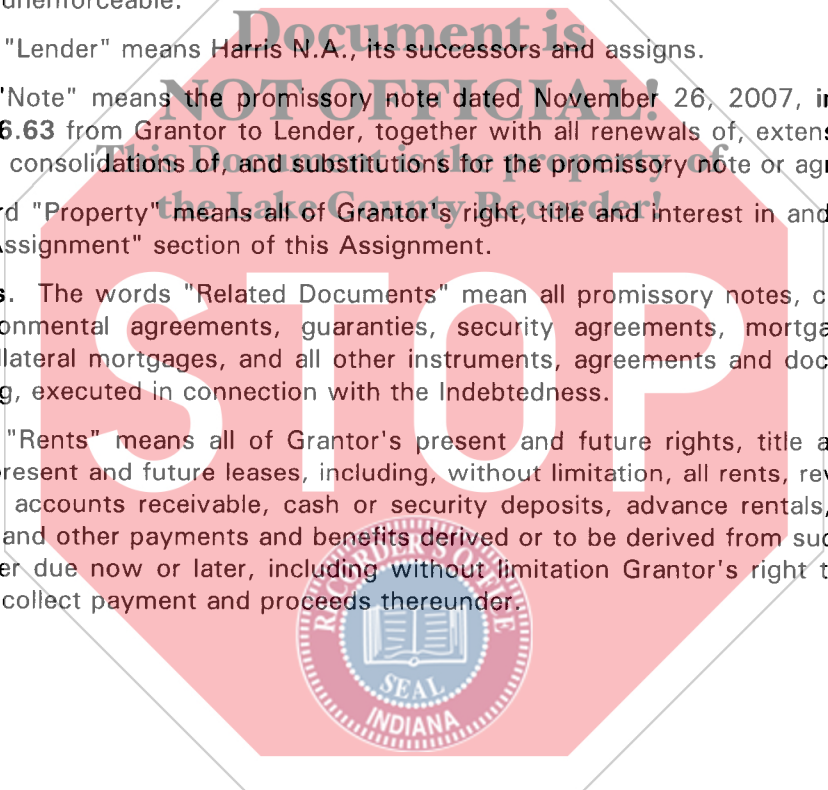 unenforceable.
Document is
"Lender" means Harris N.A., its successors and assigns.
NOT OFFICIAL!
"Note" means the promissory note dated November 26, 2007, in
6.63 from Grantor to Lender, together with all renewals of, extens
This Document is the property of
consolidations of, and substitutions for the promissory note or agr
the Lake County Recorder!
rd "Property" means all of Grantor's right, title and interest in and
Assignment" section of this Assignment.
s. The words "Related Documents" mean all promissory notes, c
onmental agreements, guaranties, security agreements, mortga
llateral mortgages, and all other instruments, agreements and doc
g, executed in connection with the Indebtedness.
STOP
"Rents" means all of Grantor's present and future rights, title a
present and future leases, including, without limitation, all rents, rev
accounts receivable, cash or security deposits, advance rentals,
and other payments and benefits derived or to be derived from suc
er due now or later, including without limitation Grantor's right t
collect payment and proceeds thereunder.
RECORDER'S OFFICE
SEAL
INDIANA